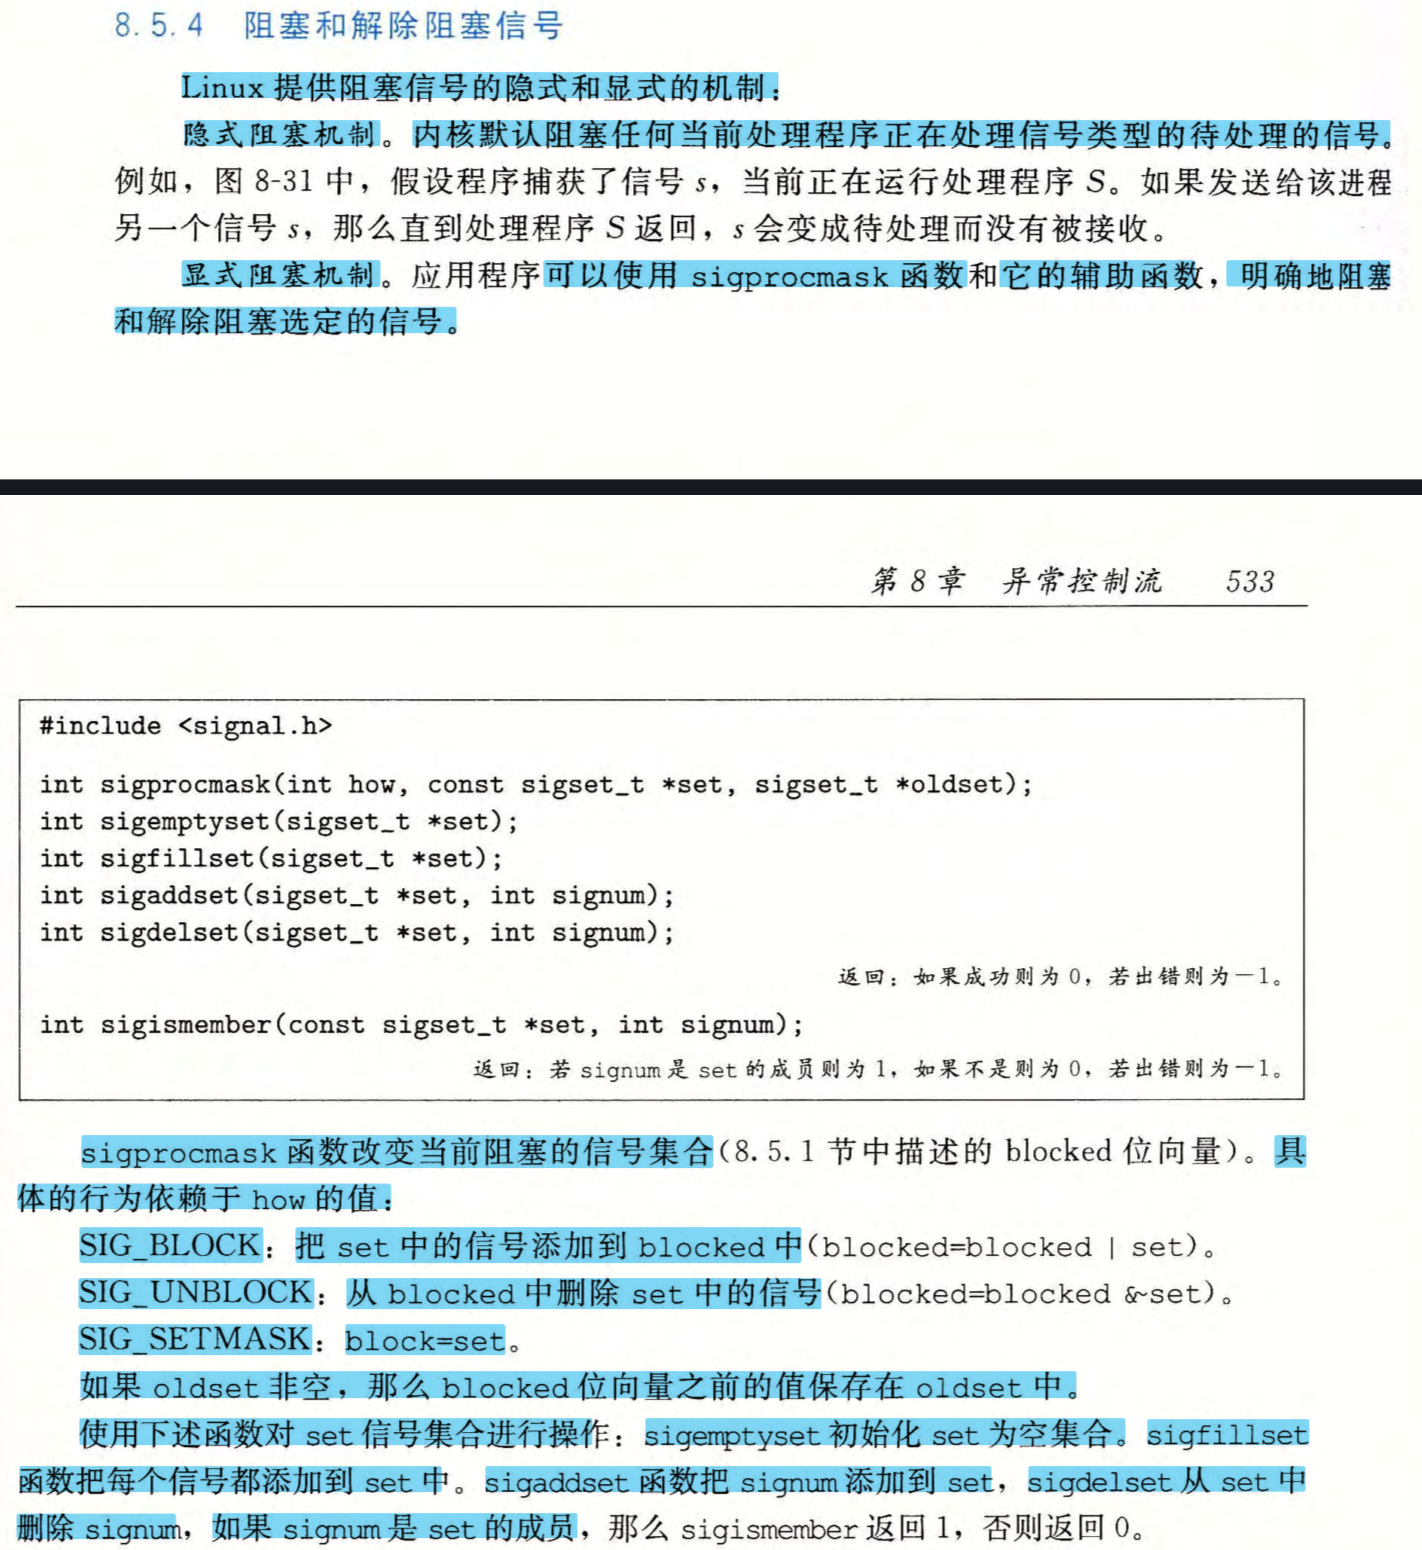 8.5.4 阻塞和解除阻塞信号
Linux 提供阻塞信号的隐式和显式的机制：
隐式阻塞机制。内核默认阻塞任何当前处理程序正在处理信号类型的待处理的信号。
例如，图 8-31 中，假设程序捕获了信号 s，当前正在运行处理程序 S。如果发送给该进程
另一个信号 s，那么直到处理程序 S 返回，s 会变成待处理而没有被接收。
显式阻塞机制。应用程序可以使用 sigprocmask 函数和它的辅助函数，明确地阻塞
和解除阻塞选定的信号。
第 8 章 异常控制流 533
#include <signal.h>
int sigprocmask(int how, const sigset_t *set, sigset_t *oldset);
int sigemptyset(sigset_t *set);
int sigfillset(sigset_t *set);
int sigaddset(sigset_t *set, int signum);
int sigdelset(sigset_t *set, int signum);
返回：如果成功则为 0，若出错则为－1。
int sigismember(const sigset_t *set, int signum);
返回：若 signum 是 set 的成员则为 1，如果不是则为 0，若出错则为－1。
sigprocmask 函数改变当前阻塞的信号集合(8.5.1 节中描述的 blocked 位向量)。具
体的行为依赖于 how 的值：
SIG_BLOCK：把 set 中的信号添加到 blocked 中(blocked=blocked | set)。
SIG_UNBLOCK：从 blocked 中删除 set 中的信号(blocked=blocked &~set)。
SIG_SETMASK：block=set。
如果 oldset 非空，那么 blocked 位向量之前的值保存在 oldset 中。
使用下述函数对 set 信号集合进行操作：sigemptyset 初始化 set 为空集合。sigfillset
函数把每个信号都添加到 set 中。sigaddset 函数把 signum 添加到 set，sigdelset 从 set 中
删除 signum，如果 signum 是 set 的成员，那么 sigismember 返回 1，否则返回 0。